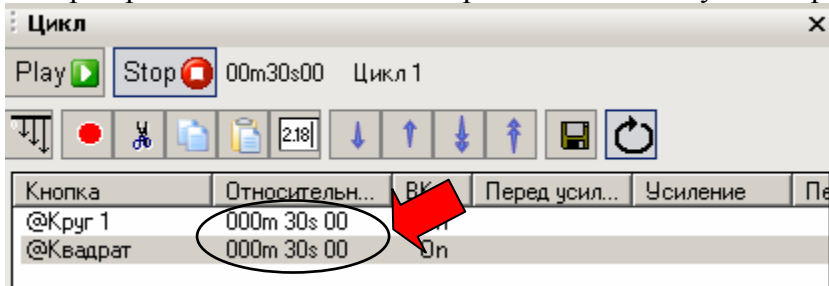 Цикл
Play Stop 00m30s00 Цикл 1
2.18
Кнопка Относительн... ВК Перед усил... Усиление
@Круг 1 000m 30s 00
@Квадрат 000m 30s 00 On